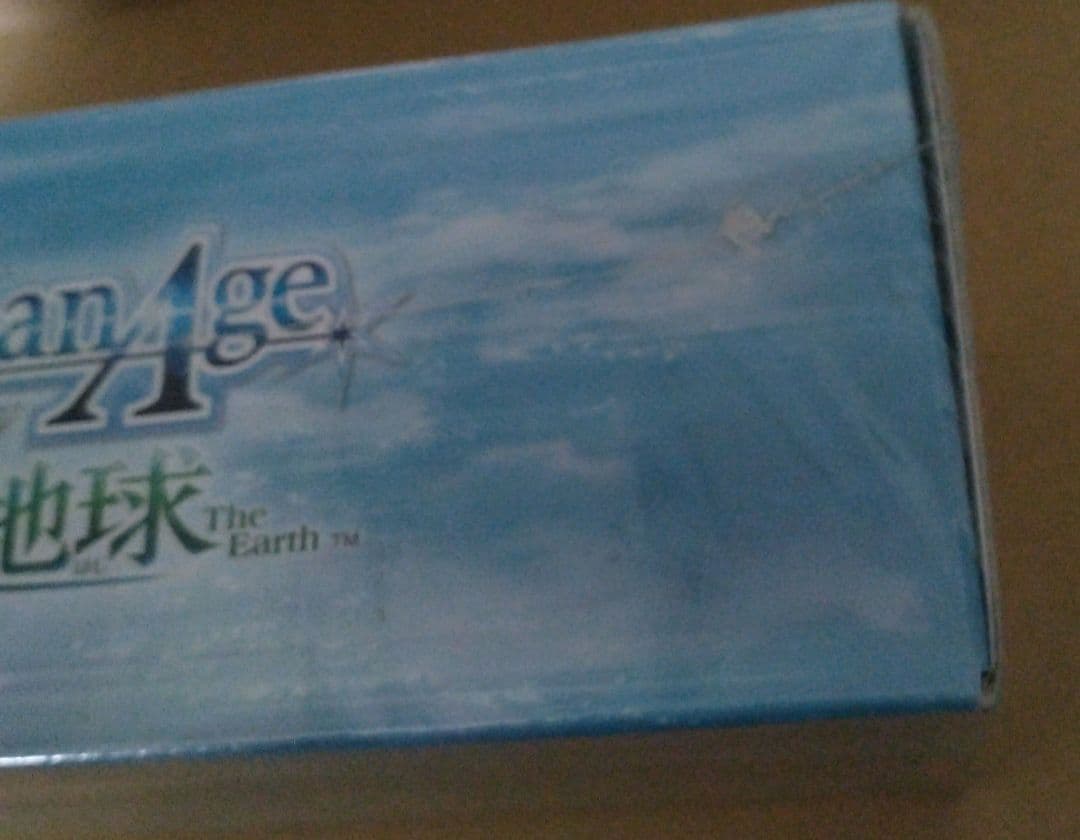 anAge
地球
The
Earth ™